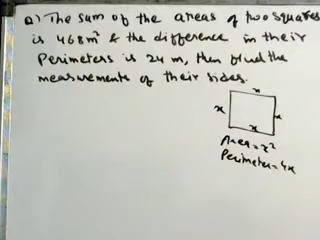 Q) The sum of the areas of two squares
is 468m² & the difference in their
Perimeters is 24 m, then find the
measurements of their sides.
x
x
x
x
Area = x²
Perimeter = 4x